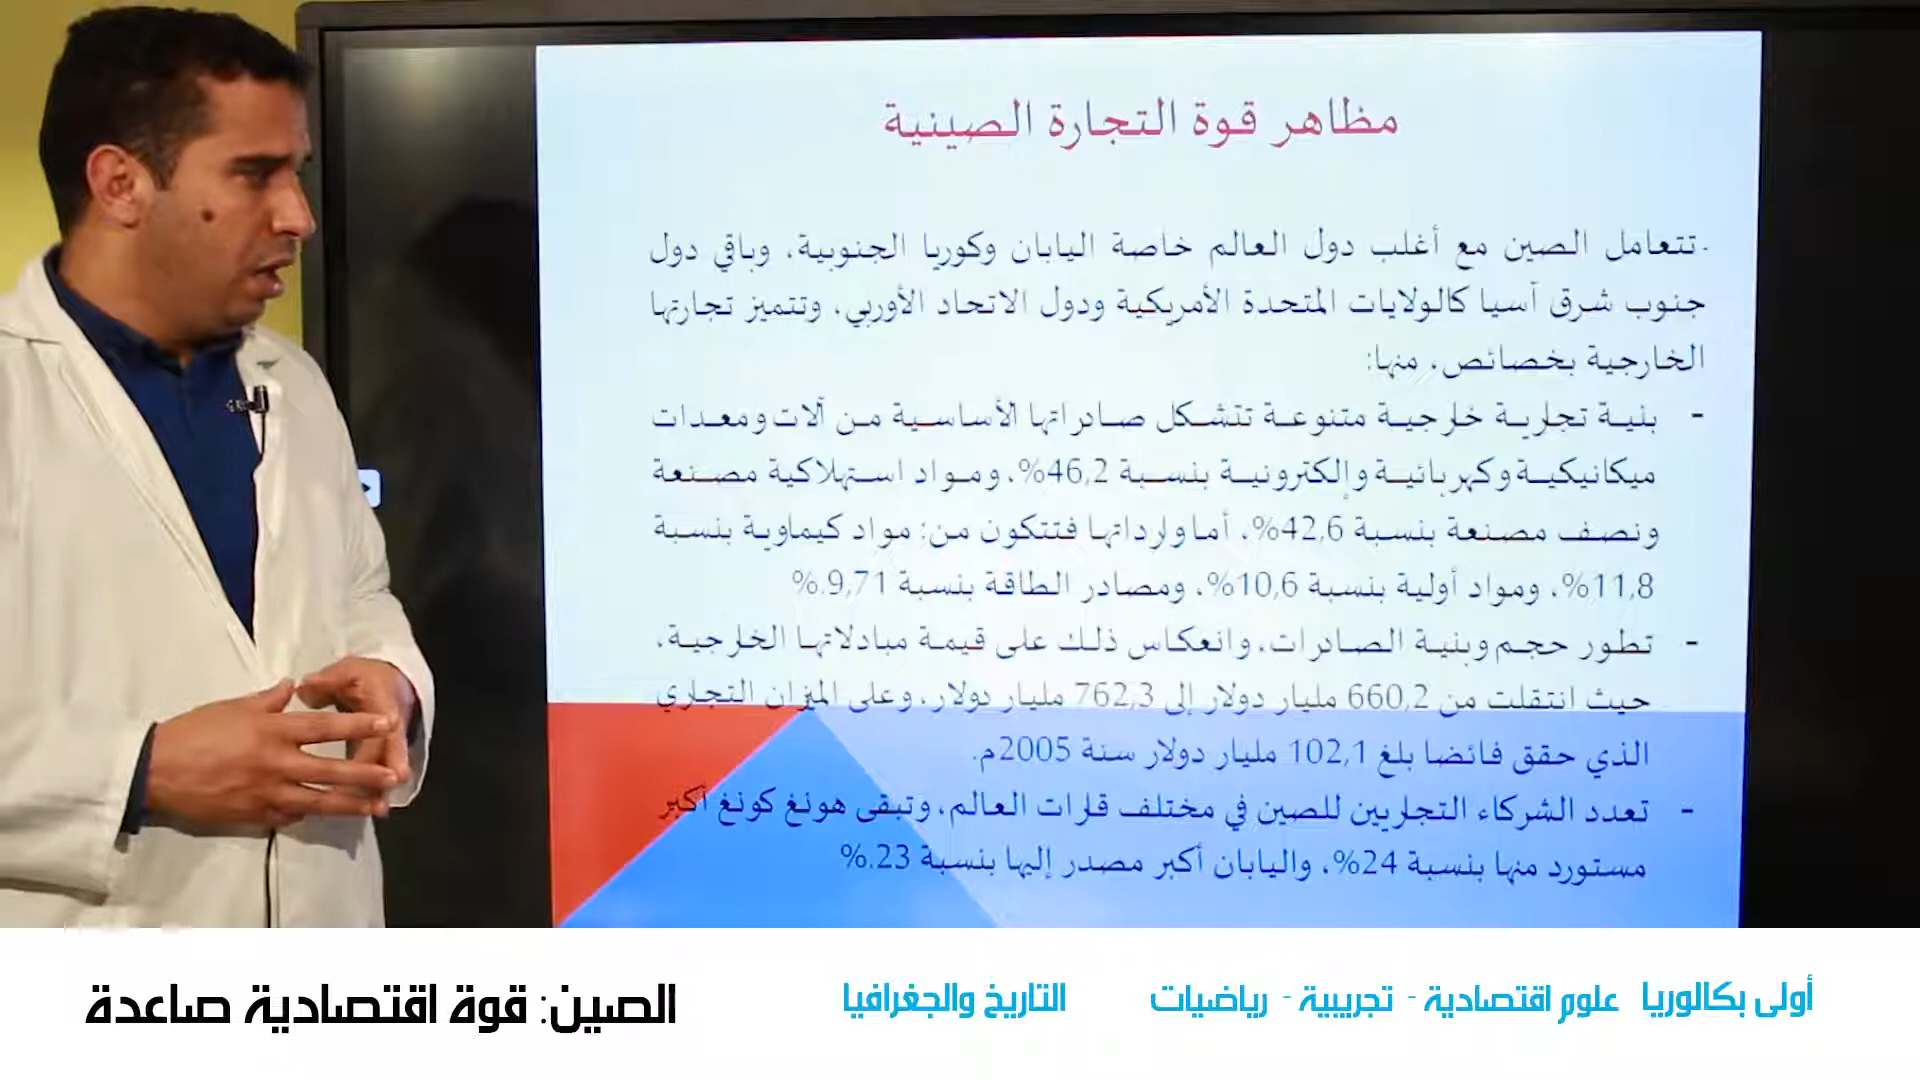 مظاهر قوة التجارة الصينية
.تتعامل الصين مع أغلب دول العالم خاصة اليابان وكوريا الجنوبية، وباقي دول
جنوب شرق آسيا كالولايات المتحدة الأمريكية ودول الاتحاد الأوربي، وتتميز تجارتها
الخارجية بخصائص، منها:
- بنية تجارية خارجية متنوعة تتشكل صادراتها الأساسية من آلات ومعدات
ميكانيكية وكهربائية وإلكترونية بنسبة 46,2%، ومواد استهلاكية مصنعة
ونصف مصنعة بنسبة 42,6%، أما وارداتها فتتكون من: مواد كيماوية بنسبة
11,8%، ومواد أولية بنسبة 10,6%، ومصادر الطاقة بنسبة 9,71.%
- تطور حجم وبنية الصادرات، وانعكاس ذلك على قيمة مبادلاتها الخارجية،
حيث انتقلت من 660,2 مليار دولار إلى 762,3 مليار دولار، وعلى الميزان التجاري
الذي حقق فائضا بلغ 102,1 مليار دولار سنة 2005م.
- تعدد الشركاء التجاريين للصين في مختلف قارات العالم، وتبقى هونغ كونغ أكبر
مستورد منها بنسبة 24%، واليابان أكبر مصدر إليها بنسبة 23.%
أولى بكالوريا علوم اقتصادية - تجريبية - رياضيات التاريخ والجغرافيا الصين: قوة اقتصادية صاعدة